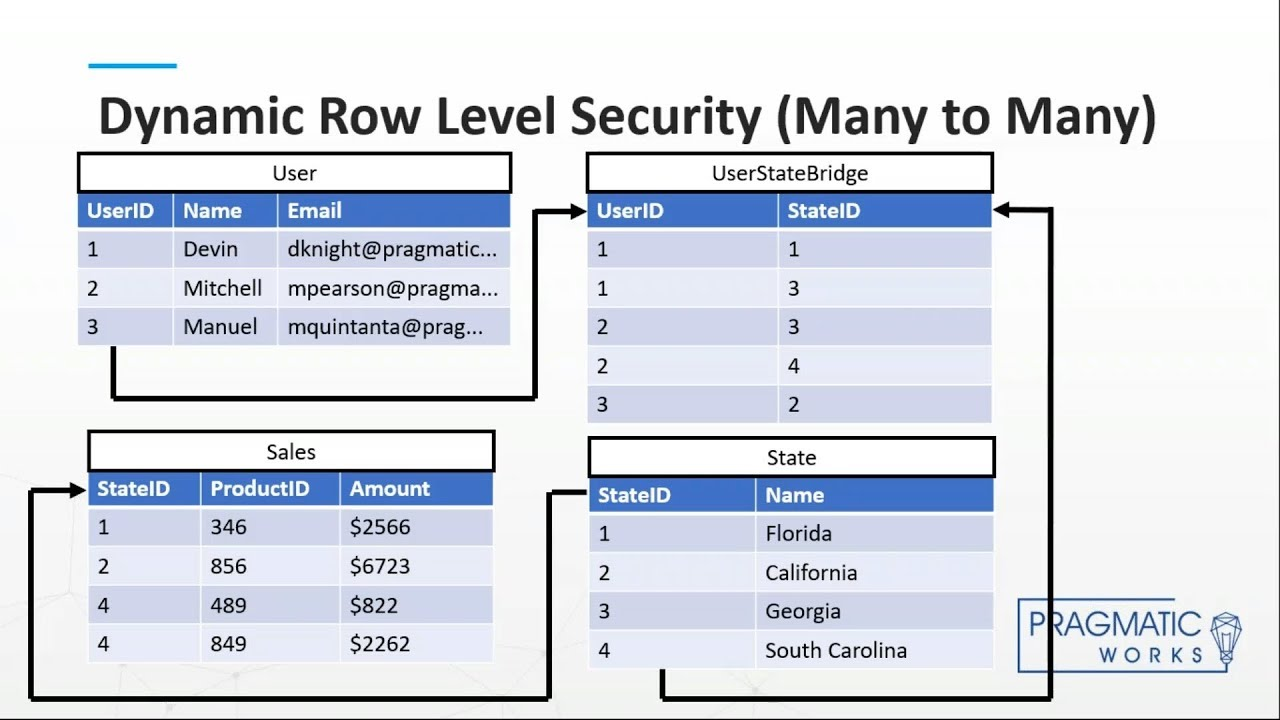 Dynamic Row Level Security (Many to Many)
User
UserID Name Email
1 Devin dknight@pragmatic...
2 Mitchell mpearson@pragma...
3 Manuel mquintanta@prag...
UserStateBridge
UserID StateID
1 1
1 3
2 3
2 4
3 2
Sales
StateID ProductID Amount
1 346 $2566
2 856 $6723
4 489 $822
4 849 $2262
State
StateID Name
1 Florida
2 California
3 Georgia
4 South Carolina
PRAGMATIC
WORKS